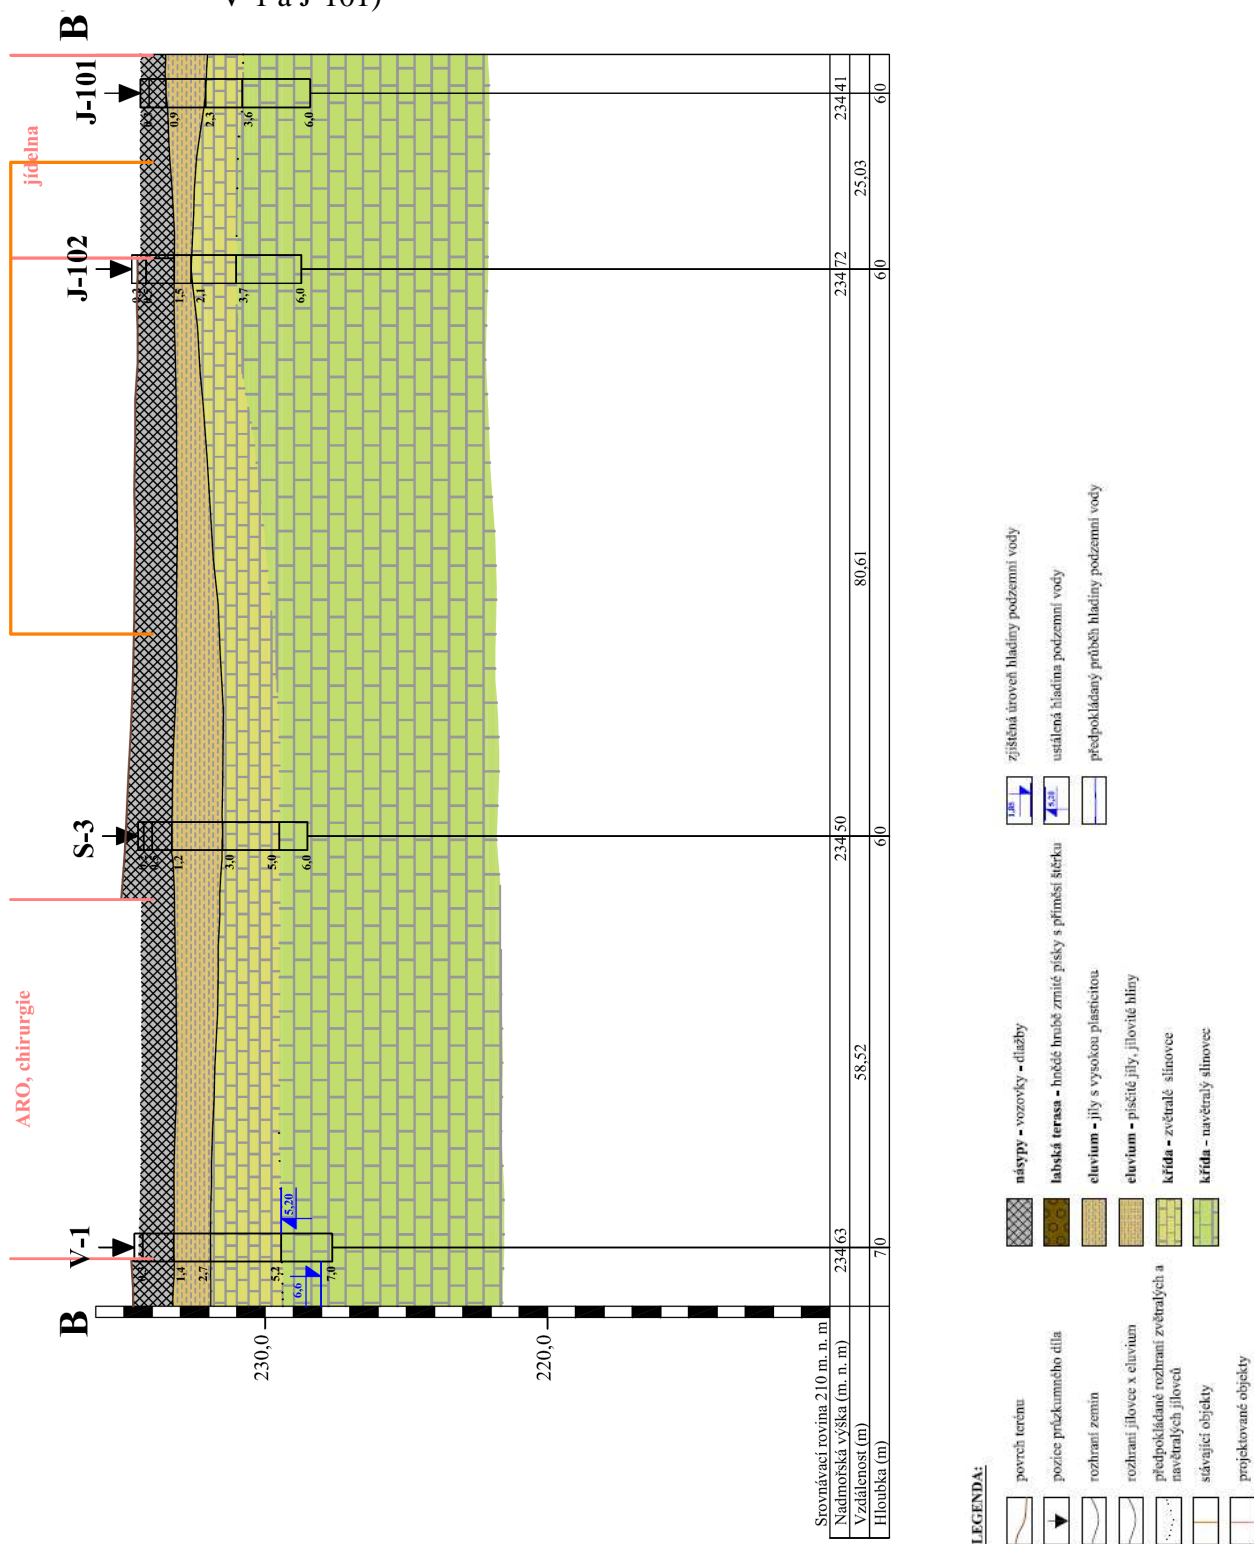 V-1 a J-101)
B
B
V-1
S-3
J-102
J-101
ARO, chirurgie
jídelna
1,4
2,7
5,2
7,0
6,6
5,20
1,2
3,0
5,0
6,0
1,5
2,1
3,7
6,0
0,9
2,3
3,6
6,0
230,0
220,0
Srovnávací rovina 210 m. n. m
Nadmořská výška (m. n. m) 234 63 234 50 234 72 234 41
Vzdálenost (m) 58,52 80,61 25,03
Hloubka (m) 7 0 6 0 6 0 6 0
LEGENDA:
povrch terénu
pozice průzkumného díla
rozhraní zemin
rozhraní jílovce x eluvium
předpokládané rozhraní zvětralých a
navětralých jílovců
stávající objekty
projektované objekty
násypy - vozovky - dlažby
labská terasa - hnědé hrubě zrnité písky s příměsí štěrku
eluvium - jíly s vysokou plasticitou
eluvium - písčité jíly, jílovité hlíny
křída - zvětralé slínovce
křída - navětralý slínovec
1,85 zjištěná úroveň hladiny podzemní vody
5,20 ustálená hladina podzemní vody
předpokládaný průběh hladiny podzemní vody